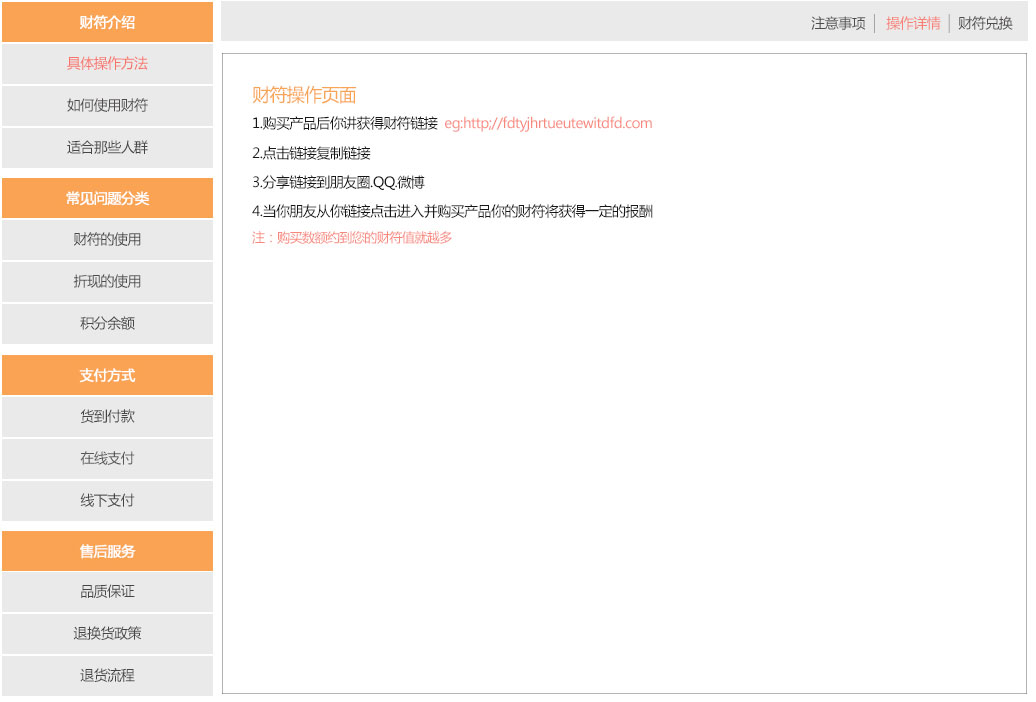 财符介绍
具体操作方法
如何使用财符
适合那些人群
常见问题分类
财符的使用
折现的使用
积分余额
支付方式
货到付款
在线支付
线下支付
售后服务
品质保证
退换货政策
退货流程
注意事项 操作详情 财符兑换
财符操作页面
1.购买产品后你讲获得财符链接 eg:http;//fdtyjhrtueutewitdfd.com
2.点击链接复制链接
3.分享链接到朋友圈.QQ.微博
4.当你朋友从你链接点击进入并购买产品你的财符将获得一定的报酬
注：购买数额约到您的财符值就越多